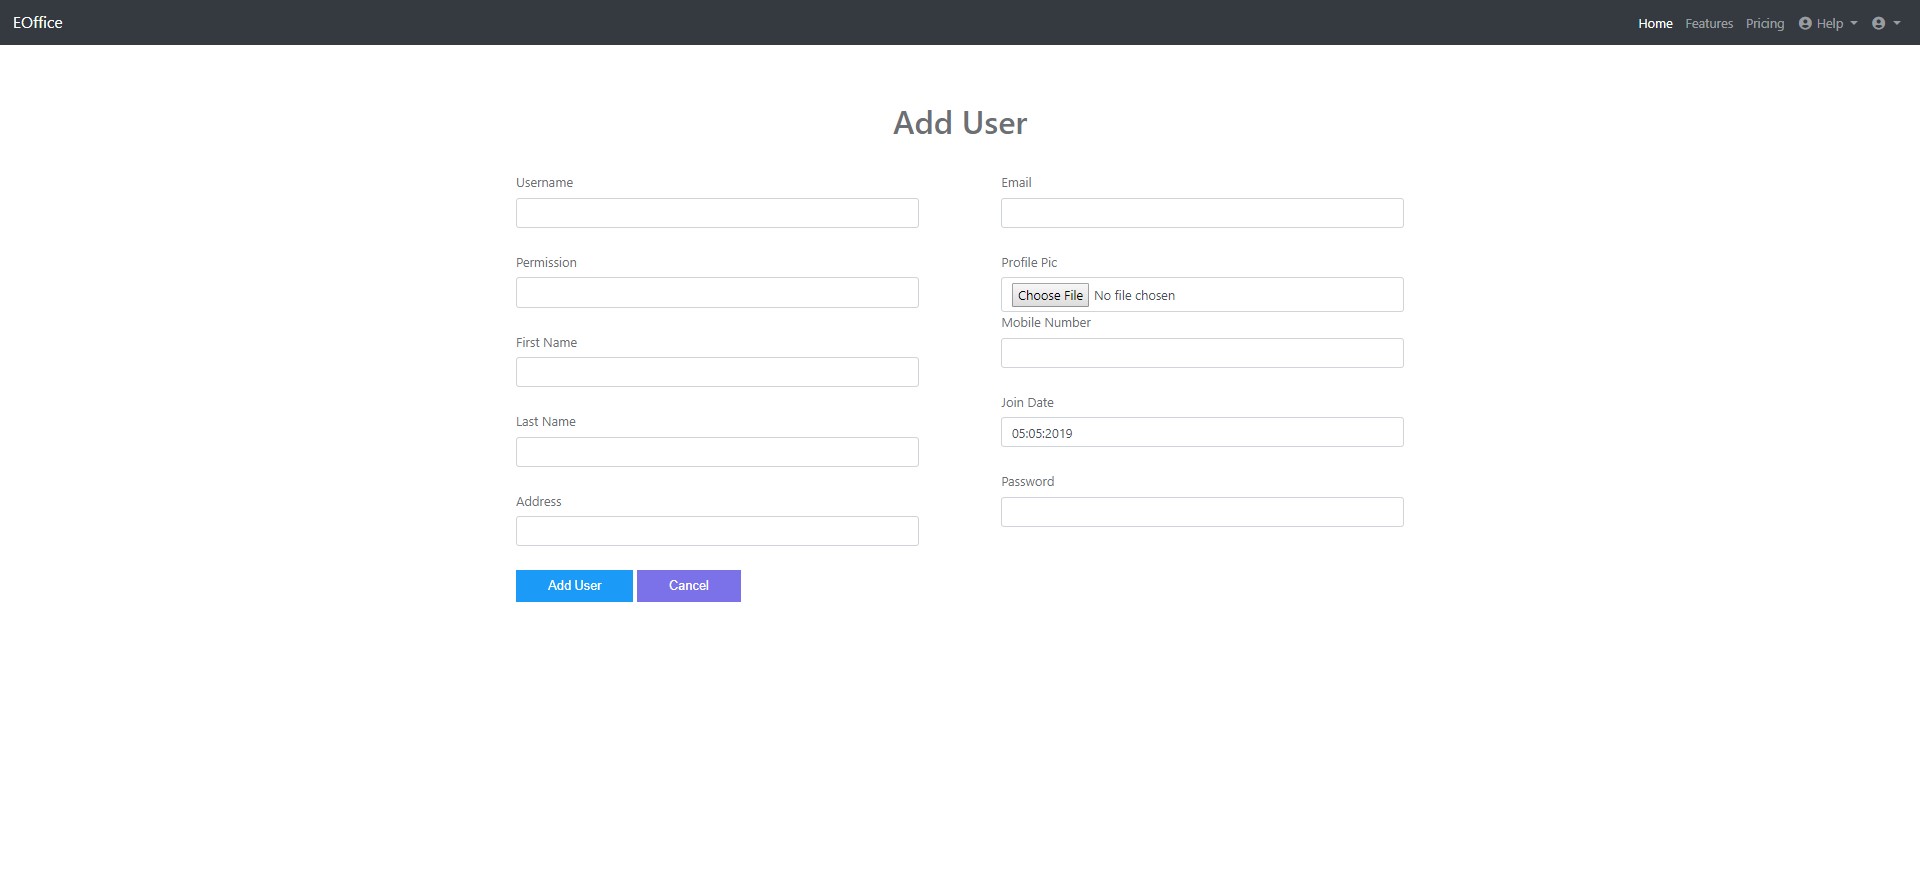 EOffice
Home Features Pricing Help
Add User
Username
Email
Permission
Profile Pic
Choose File No file chosen
First Name
Mobile Number
Last Name
Join Date
05:05:2019
Address
Password
Add User Cancel